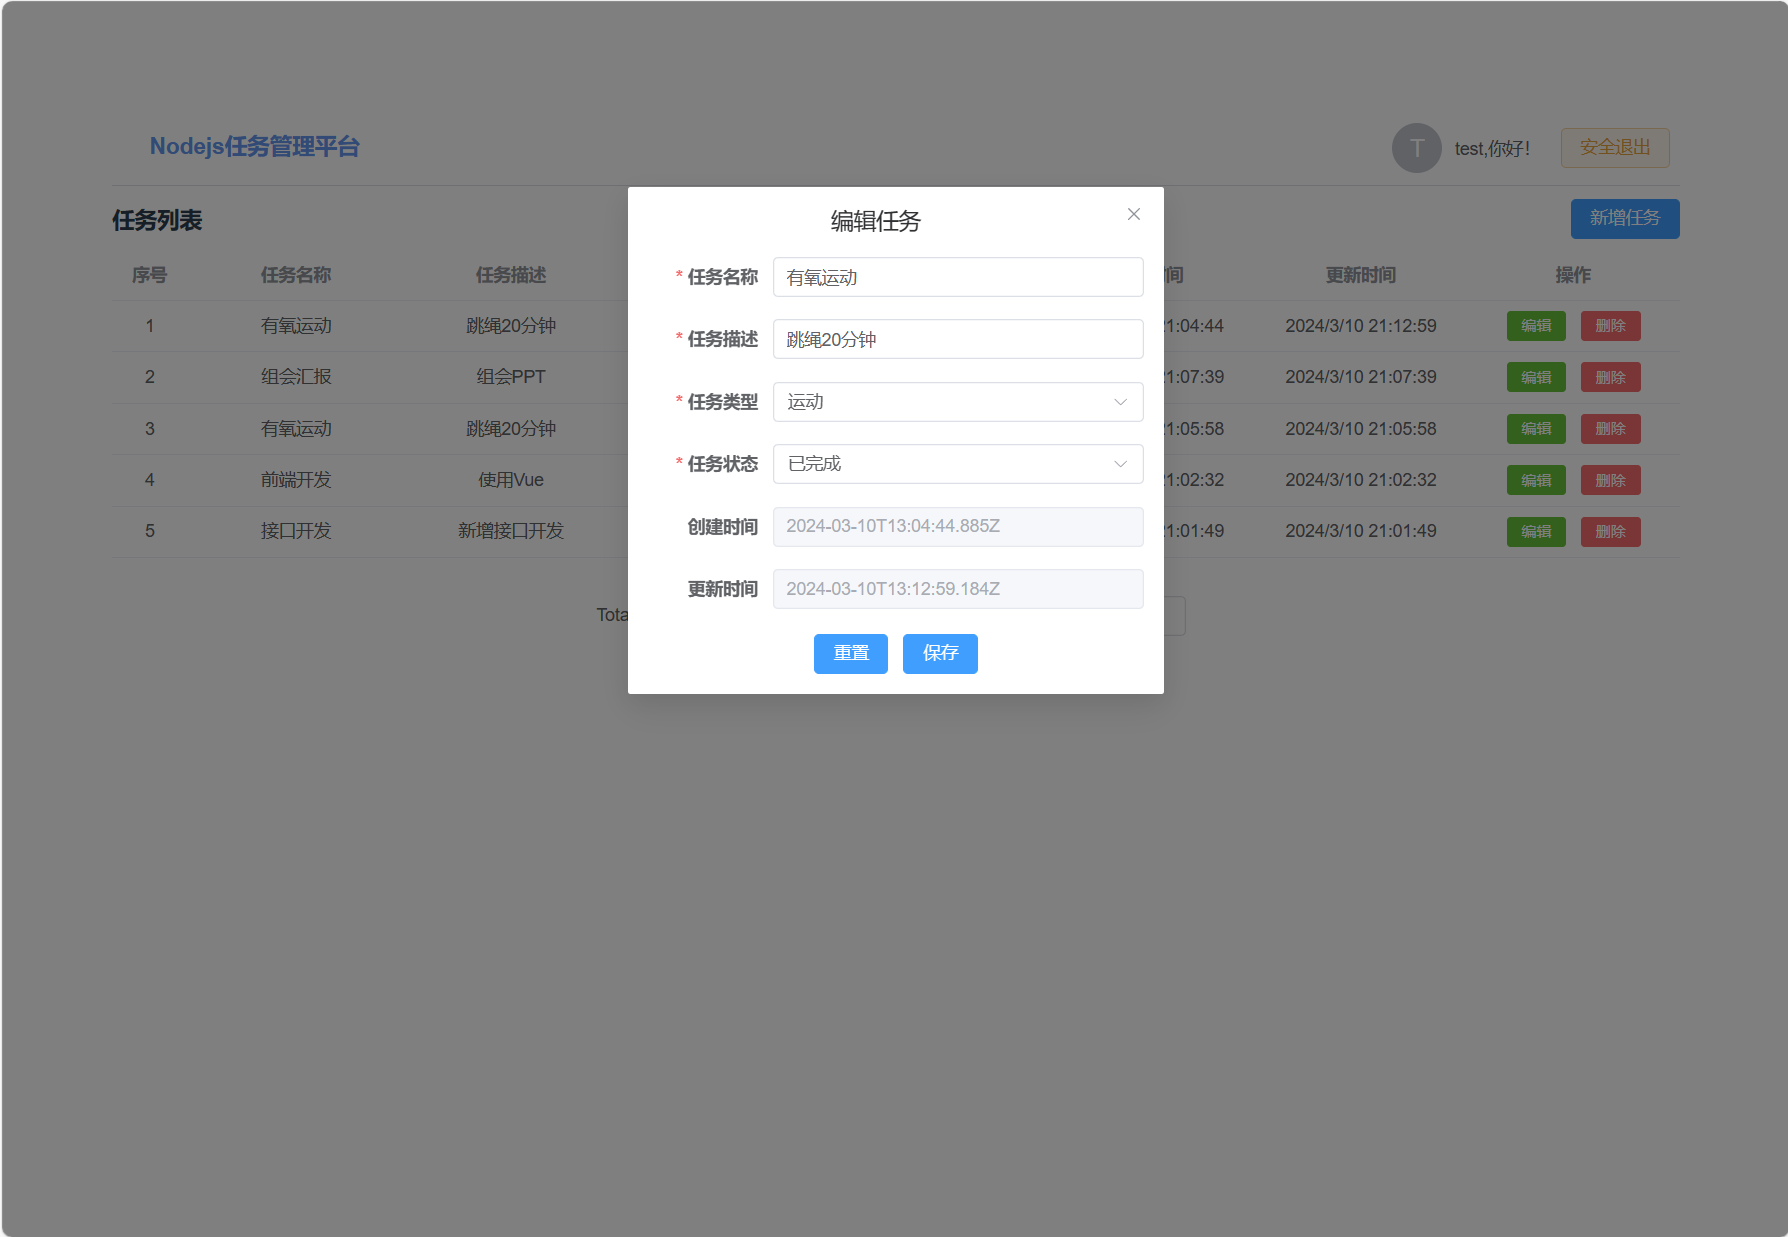 Nodejs任务管理平台
T
test,你好!
安全退出
任务列表
新增任务
序号 任务名称 任务描述 间 更新时间 操作
1 有氧运动 跳绳20分钟 1:04:44 2024/3/10 21:12:59 编辑 删除
2 组会汇报 组会PPT 1:07:39 2024/3/10 21:07:39 编辑 删除
3 有氧运动 跳绳20分钟 1:05:58 2024/3/10 21:05:58 编辑 删除
4 前端开发 使用Vue 1:02:32 2024/3/10 21:02:32 编辑 删除
5 接口开发 新增接口开发 1:01:49 2024/3/10 21:01:49 编辑 删除
Tota
编辑任务
* 任务名称 有氧运动
* 任务描述 跳绳20分钟
* 任务类型 运动
* 任务状态 已完成
创建时间 2024-03-10T13:04:44.885Z
更新时间 2024-03-10T13:12:59.184Z
重置 保存